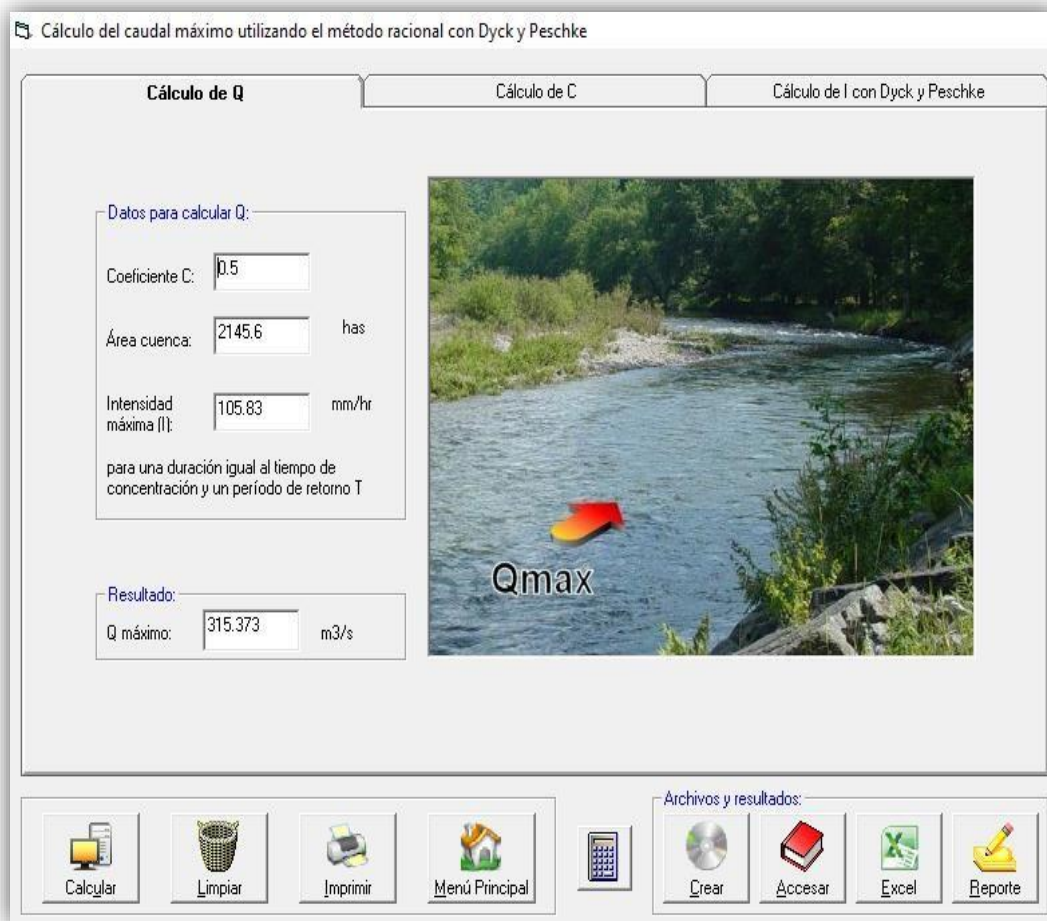 Cálculo del caudal máximo utilizando el método racional con Dyck y Peschke
Cálculo de Q
Cálculo de C
Cálculo de I con Dyck y Peschke
Datos para calcular Q:
Coeficiente C:
0.5
Área cuenca:
2145.6
has
Intensidad
máxima (I):
105.83
mm/hr
para una duración igual al tiempo de
concentración y un período de retorno T
Qmax
Resultado:
Q máximo:
315.373
m3/s
Archivos y resultados:
Calcular
Limpiar
Imprimir
Menú Principal
Crear
Accesar
Excel
Reporte